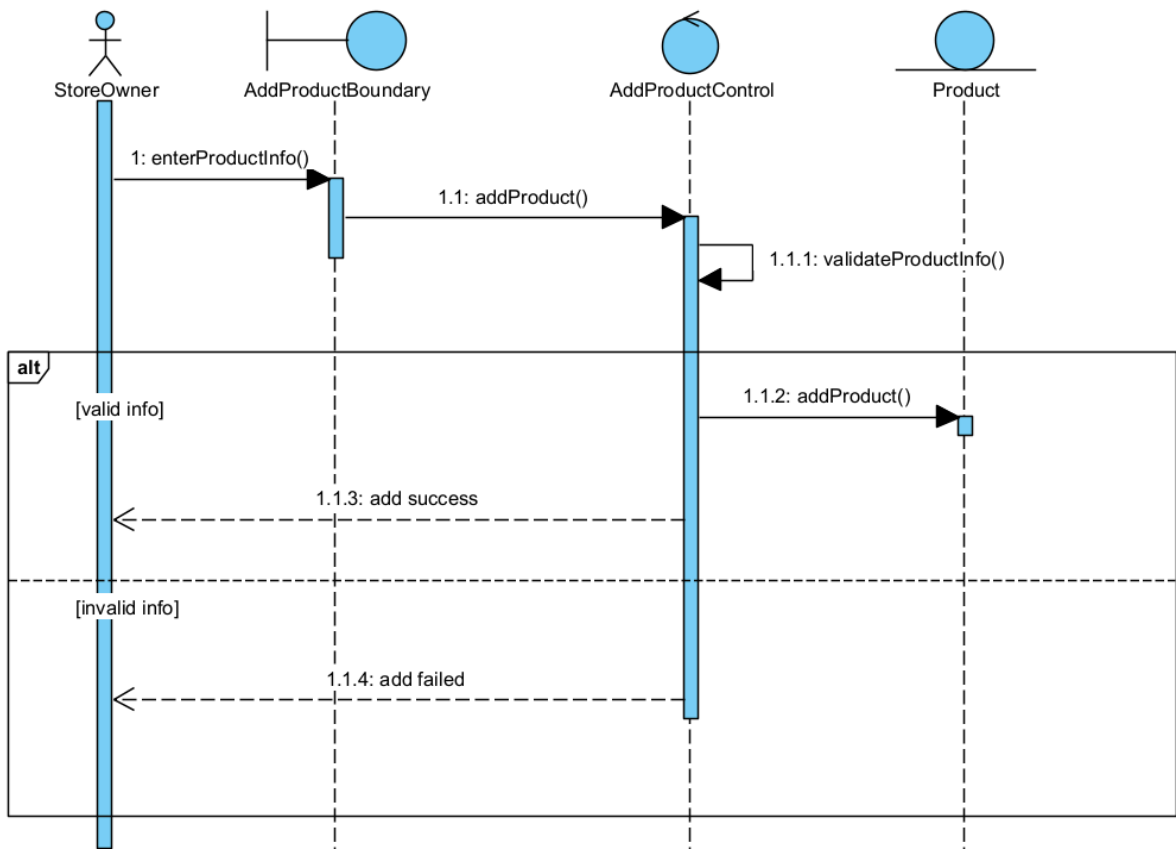 StoreOwner
AddProductBoundary
AddProductControl
Product
1: enterProductInfo()
1.1: addProduct()
1.1.1: validateProductInfo()
alt
[valid info]
1.1.2: addProduct()
1.1.3: add success
[invalid info]
1.1.4: add failed